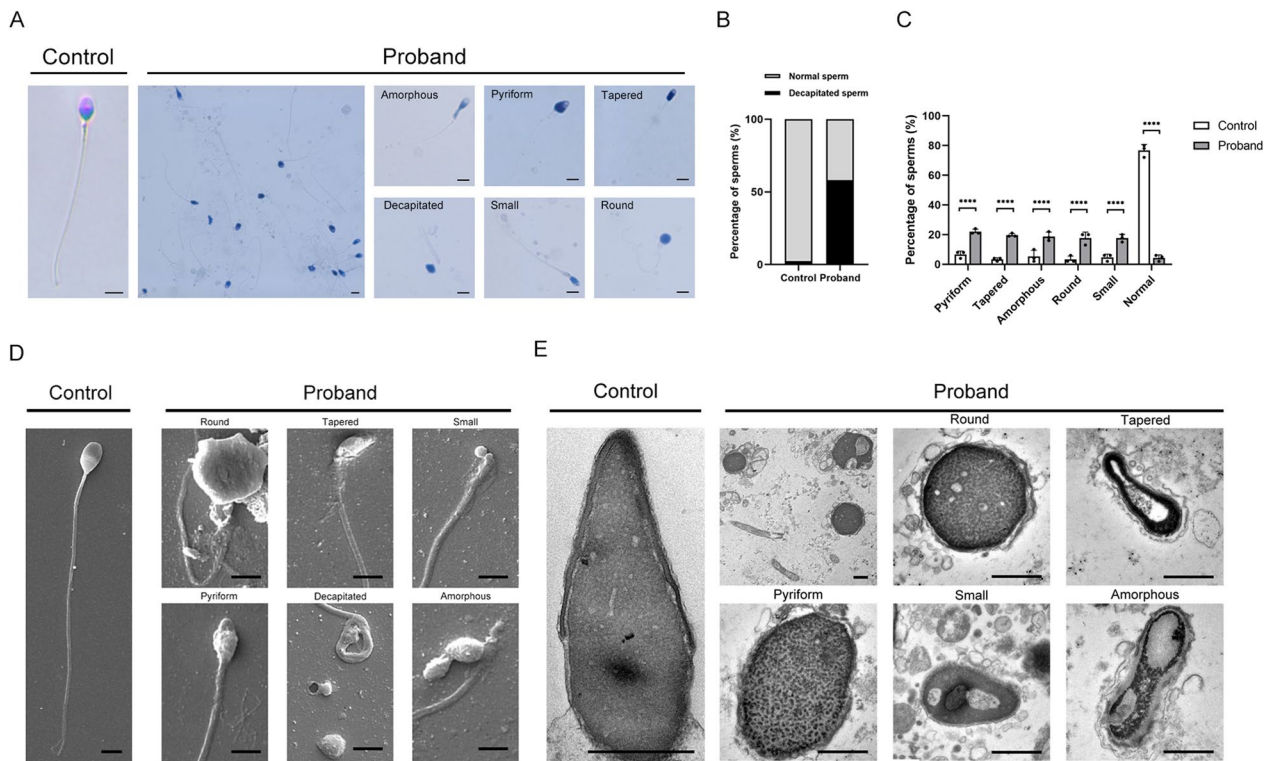 A
Control
Proband
Amorphous
Pyriform
Tapered
Decapitated
Small
Round
B
Normal sperm
Decapitated sperm
Percentage of sperms (%)
100
50
0
Control Proband
C
Percentage of sperms (%)
100
80
60
40
20
0
****
****
****
****
****
****
Pyriform
Tapered
Amorphous
Round
Small
Normal
Control
Proband
D
Control
Proband
Round
Tapered
Small
Pyriform
Decapitated
Amorphous
E
Control
Proband
Round
Tapered
Pyriform
Small
Amorphous